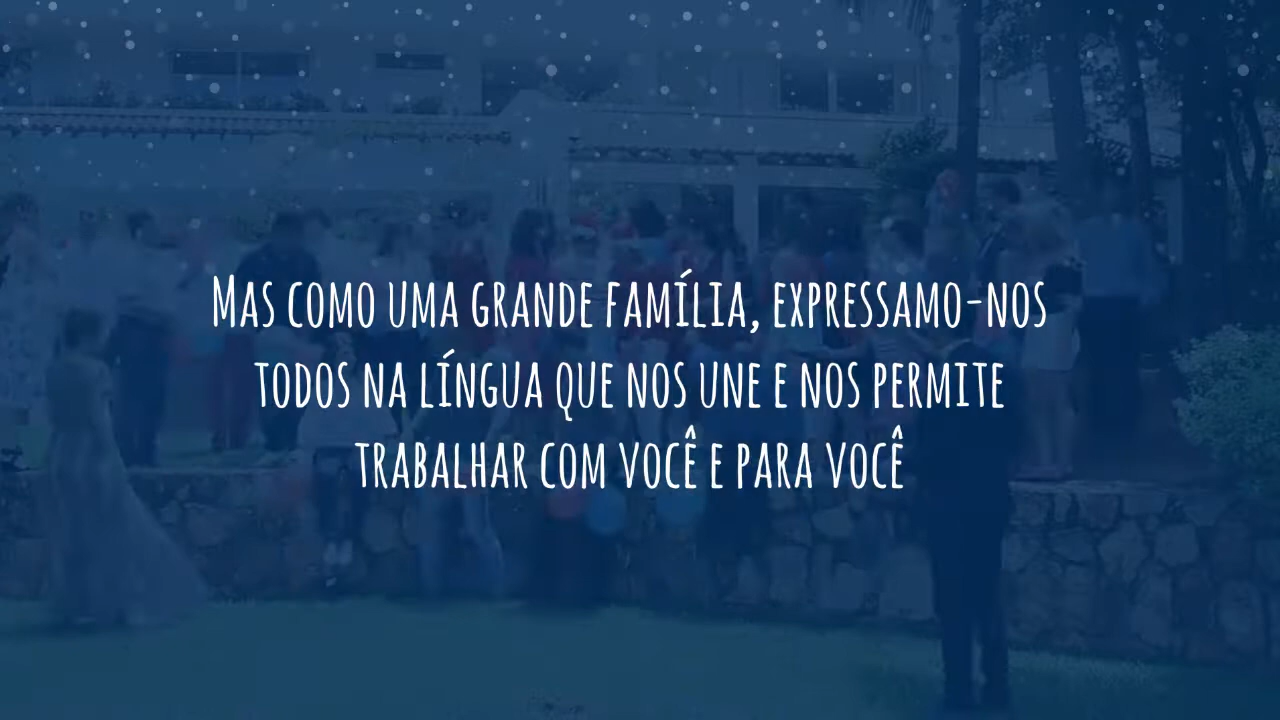 Mas como uma grande família, expressamo-nos
todos na língua que nos une e nos permite
trabalhar com você e para você